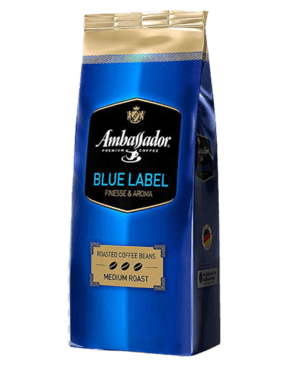 Ambassador
PREMIUM COFFEE
BLUE LABEL
FINESSE & AROMA
ROASTED COFFEE BEANS
MEDIUM ROAST